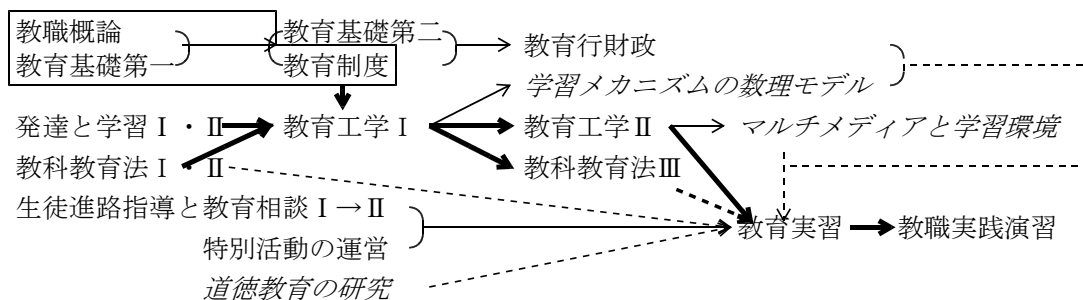 教職概論
教育基礎第一
教育基礎第二
教育制度
教育行財政
学習メカニズムの数理モデル
発達と学習Ⅰ・Ⅱ
教育工学Ⅰ
教育工学Ⅱ
マルチメディアと学習環境
教科教育法Ⅰ・Ⅱ
教科教育法Ⅲ
生徒進路指導と教育相談Ⅰ→Ⅱ
教育実習
教職実践演習
特別活動の運営
道徳教育の研究